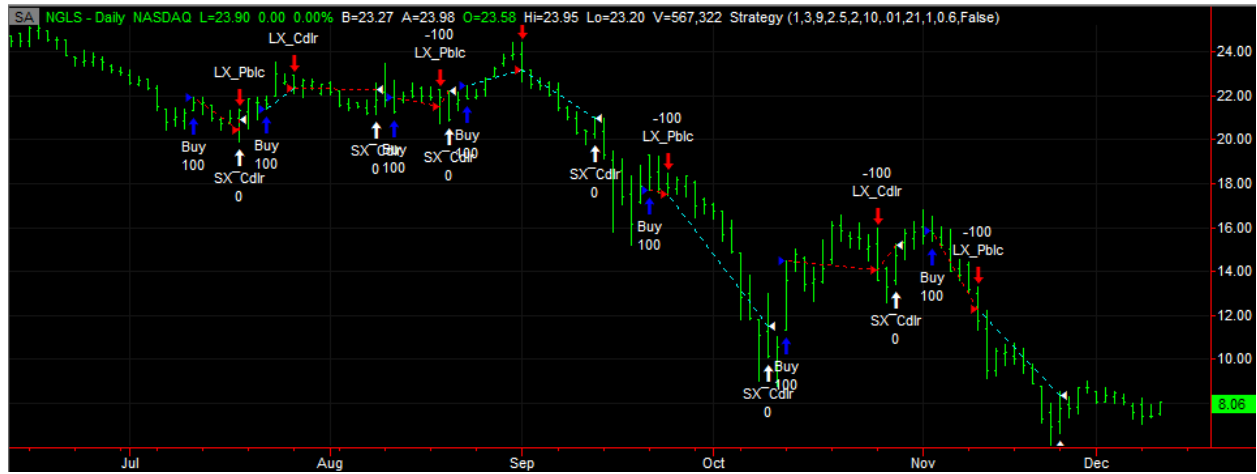 SA NGLS - Daily NASDAQ L=23.90 0.00 0.00% B=23.27 A=23.98 O=23.58 Hi=23.95 Lo=23.20 V=567,322 Strategy (1,3,9,2.5,2,10,.01,21,1,0.6,False)
24.00
22.00
20.00
18.00
16.00
14.00
12.00
10.00
8.06
LX_Pblc
LX_Cdlr
-100
LX_Pblc
-100
LX_Pblc
-100
LX_Cdlr
-100
LX_Pblc
Buy
100
SX_Cdlr
0
Buy
100
SX_Cdlr
0
Buy
100
SX_Cdlr
0
Buy
100
SX_Cdlr
0
Buy
100
SX_Cdlr
0
Buy
100
SX_Cdlr
0
Buy
100
Jul
Aug
Sep
Oct
Nov
Dec